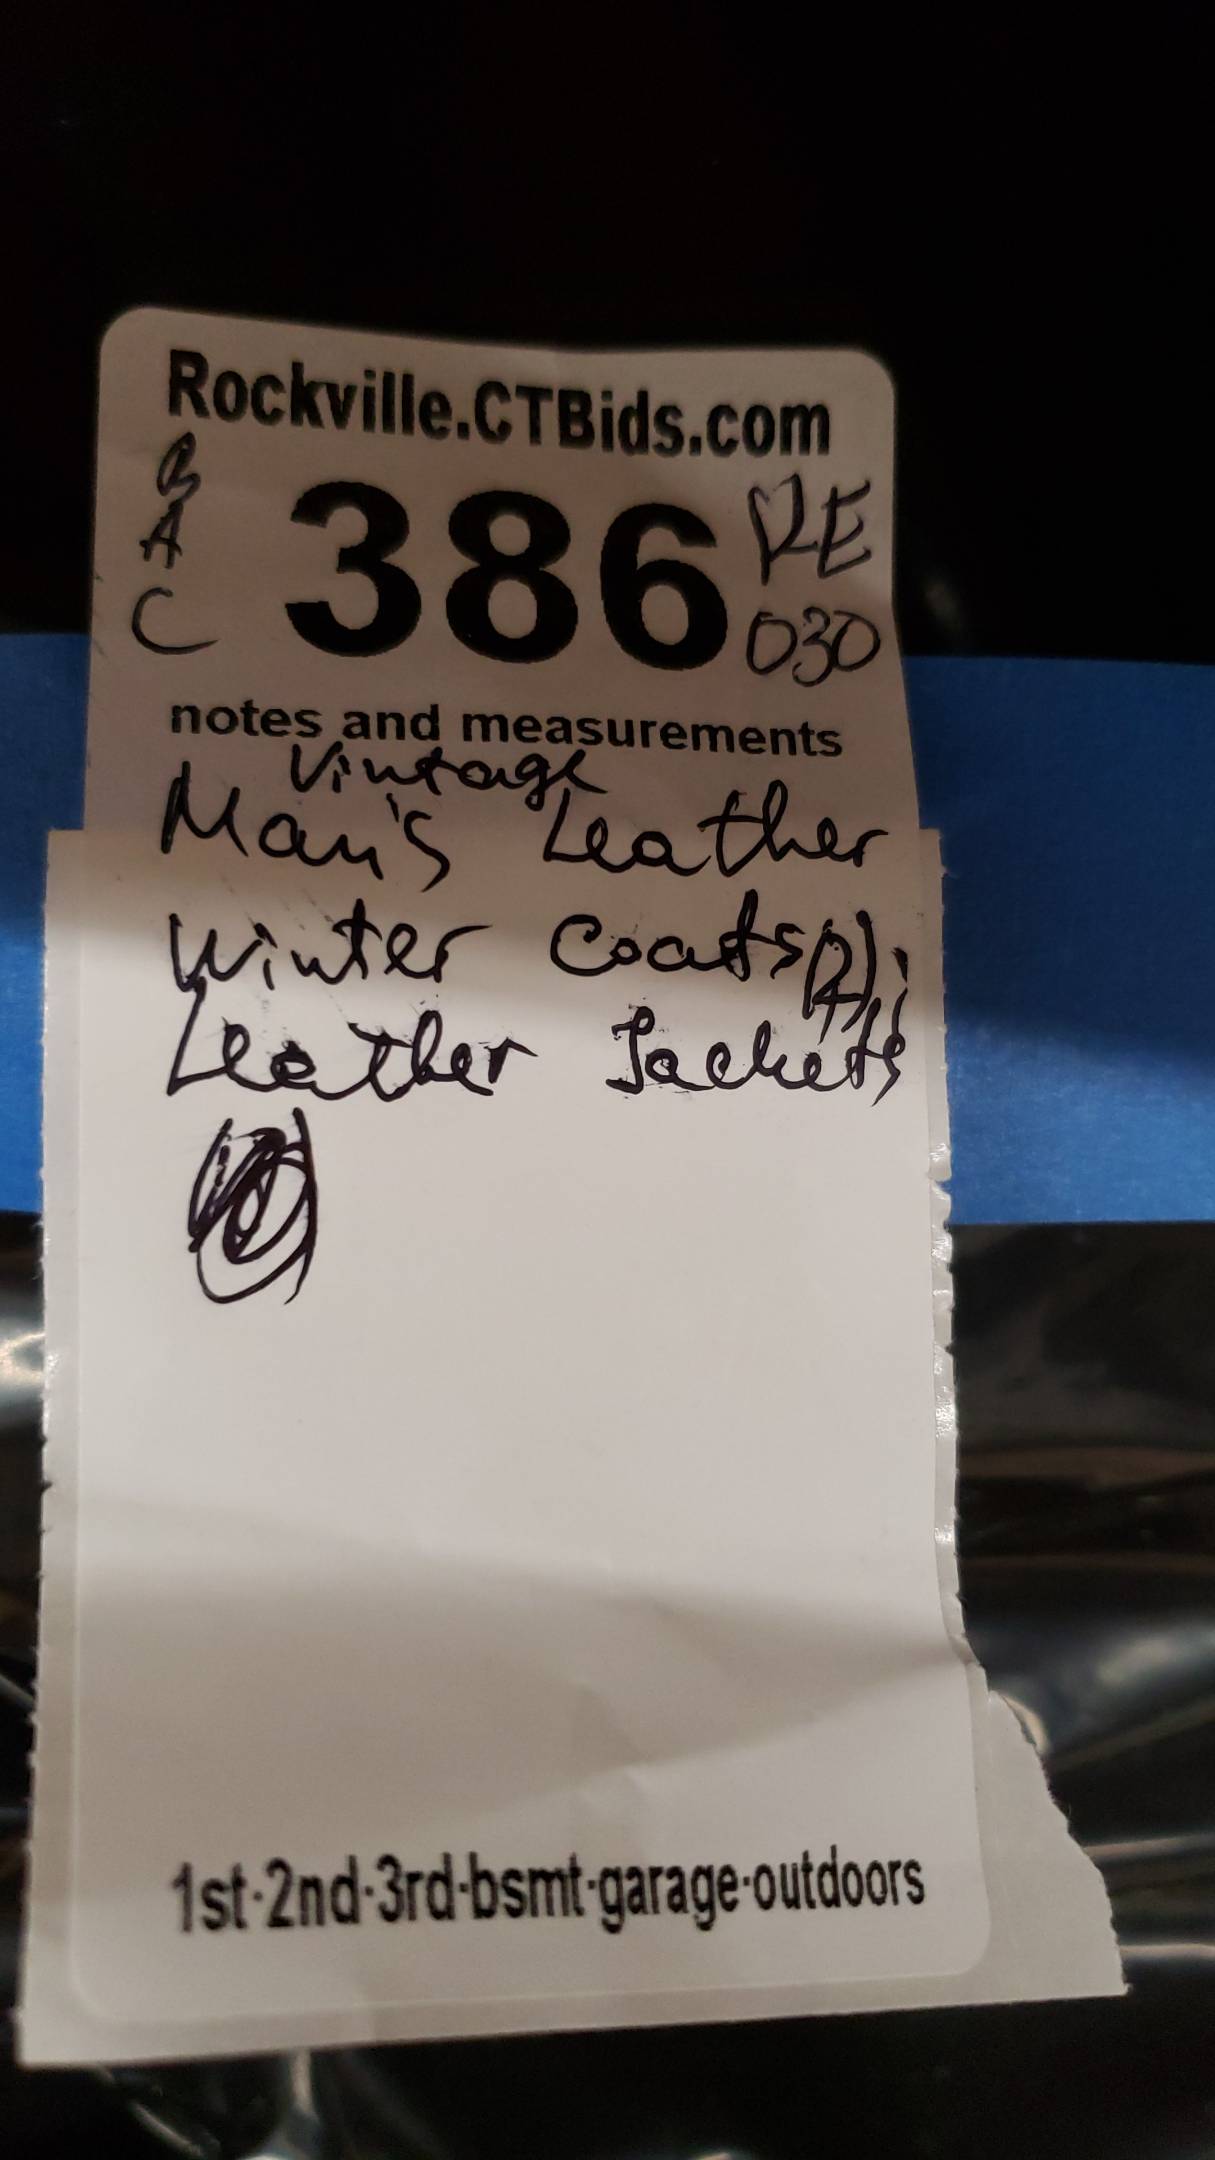 Rockville.CTBids.com
B
A
C
386
RE
030
notes and measurements
Vintage
Man's Leather
Winter Coats(2);
Leather Jackets
1st·2nd·3rd·bsmt·garage·outdoors